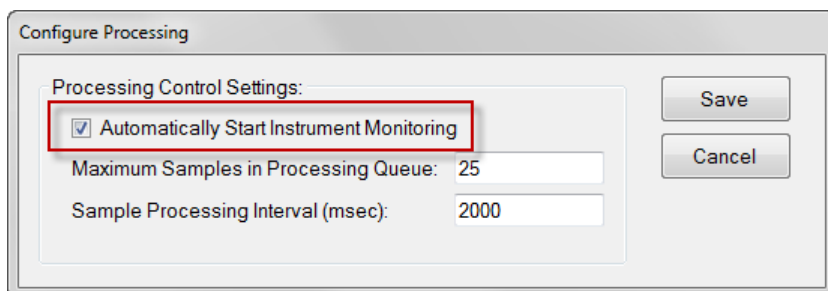 Configure Processing
Processing Control Settings:
Automatically Start Instrument Monitoring
Maximum Samples in Processing Queue: 25
Sample Processing Interval (msec): 2000
Save
Cancel